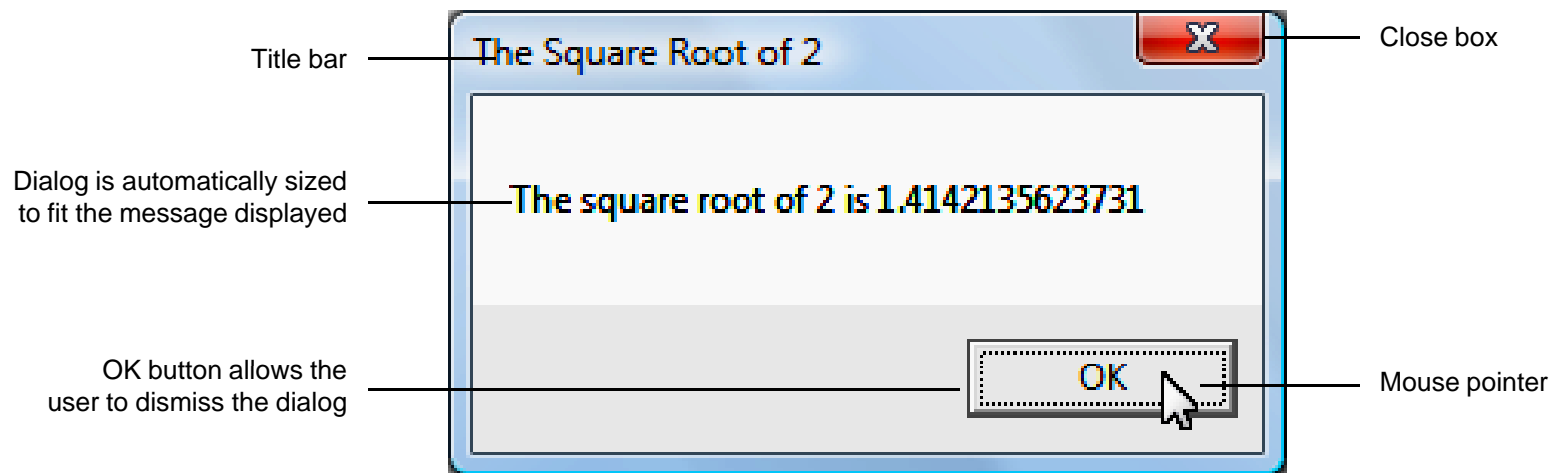 Title bar
The Square Root of 2
Close box
Dialog is automatically sized
to fit the message displayed
The square root of 2 is 1.4142135623731
OK button allows the
user to dismiss the dialog
OK
Mouse pointer